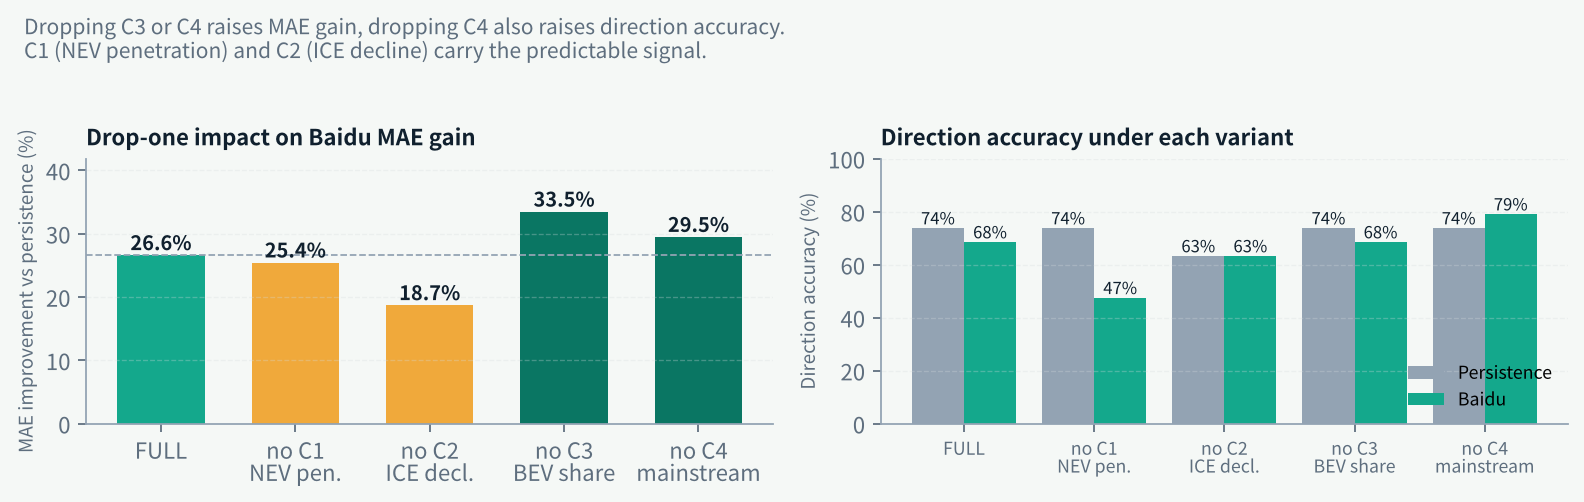 Dropping C3 or C4 raises MAE gain, dropping C4 also raises direction accuracy.
C1 (NEV penetration) and C2 (ICE decline) carry the predictable signal.
Drop-one impact on Baidu MAE gain
MAE improvement vs persistence (%)
40
30
20
10
0
26.6%
25.4%
18.7%
33.5%
29.5%
FULL
no C1
NEV pen.
no C2
ICE decl.
no C3
BEV share
no C4
mainstream
Direction accuracy under each variant
Direction accuracy (%)
100
80
60
40
20
0
74%
68%
74%
47%
63%
63%
74%
68%
74%
79%
Persistence
Baidu
FULL
no C1
NEV pen.
no C2
ICE decl.
no C3
BEV share
no C4
mainstream